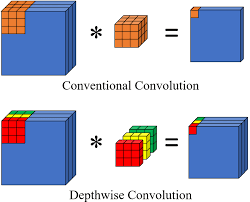 * =
Conventional Convolution
* =
Depthwise Convolution